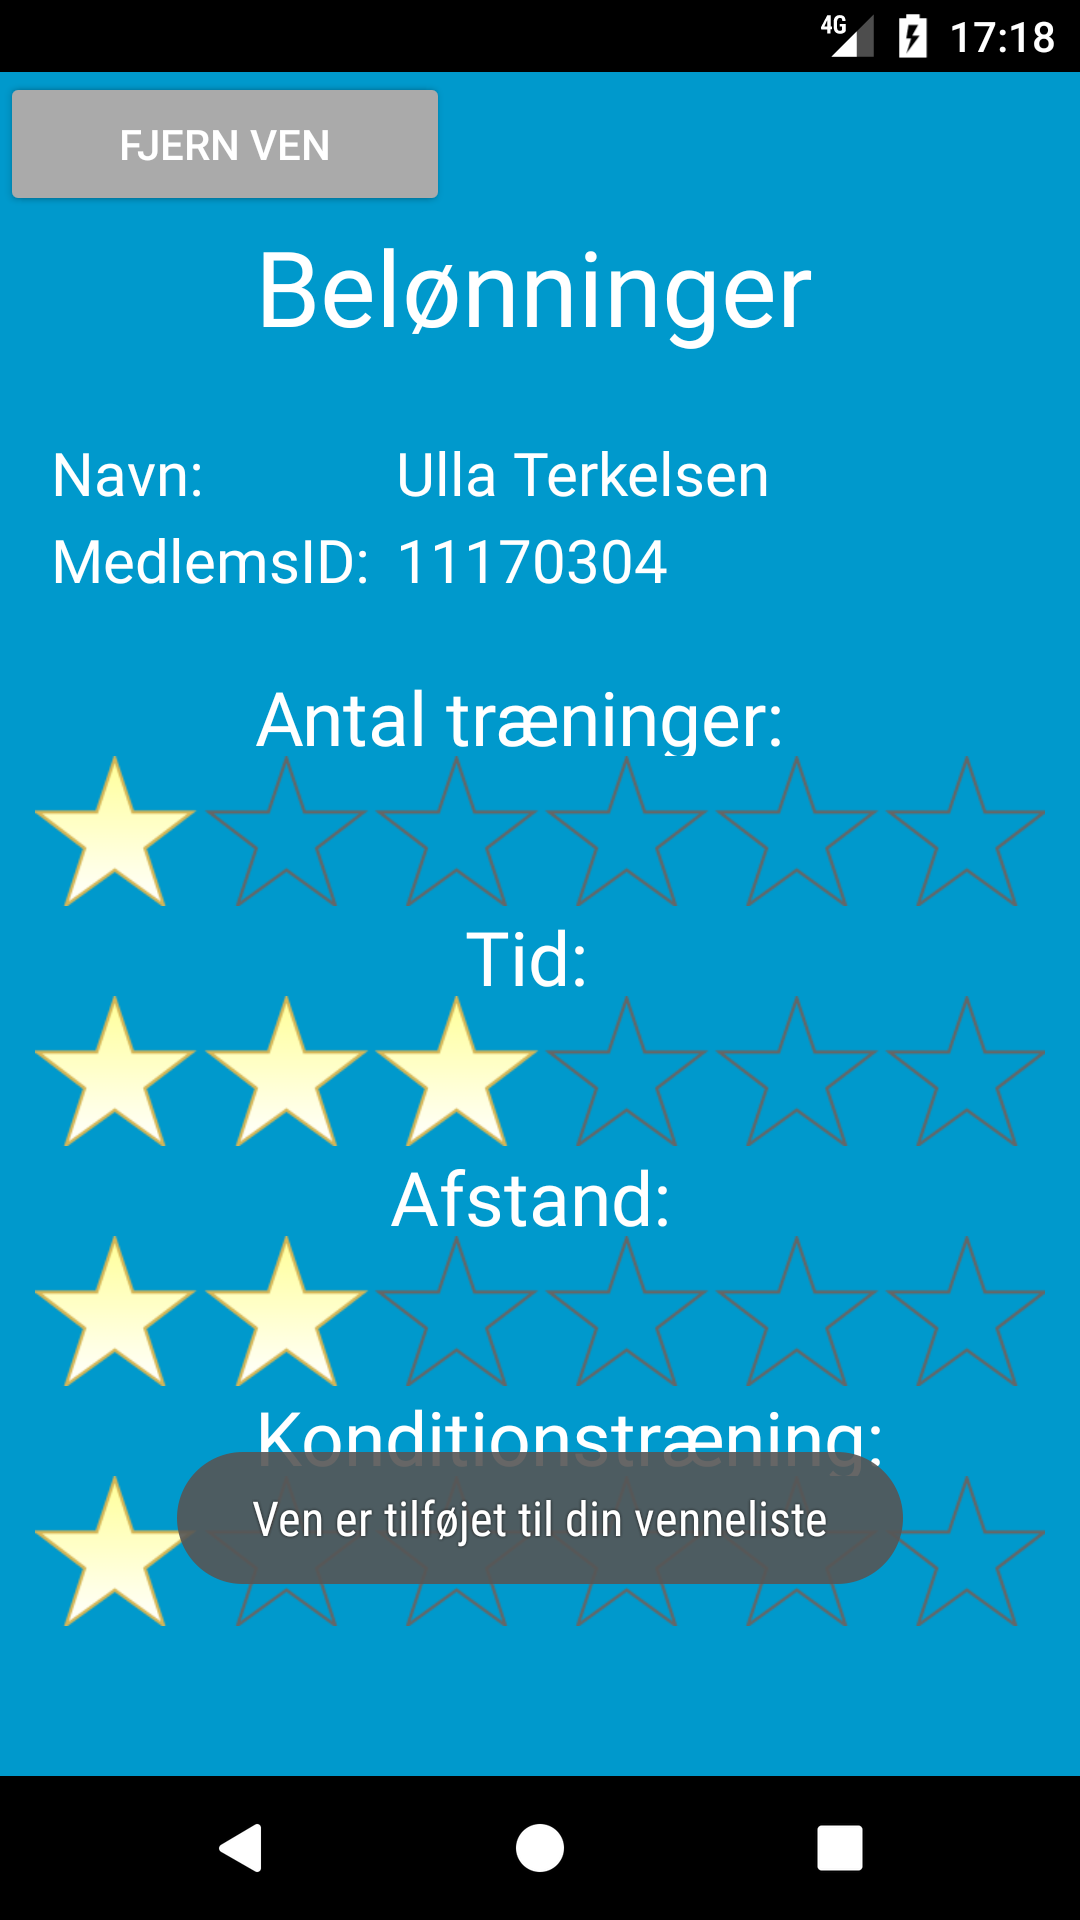 4G 17:18
FJERN VEN
Belønninger
Navn: Ulla Terkelsen
MedlemsID: 11170304
Antal træninger:
Tid:
Afstand:
Konditionstræning:
Ven er tilføjet til din venneliste